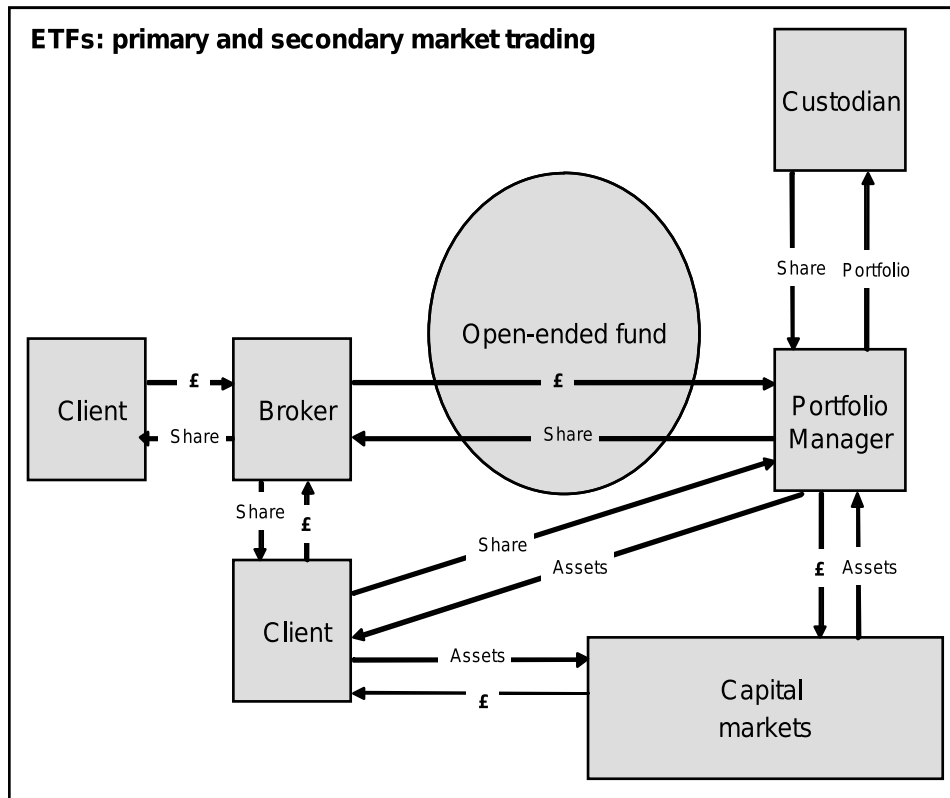 ETFs: primary and secondary market trading
Custodian
Share
Portfolio
Open-ended fund
Client
£
Share
Broker
£
Share
Portfolio
Manager
Share
£
Share
Assets
£
Assets
Client
Assets
£
Capital
markets